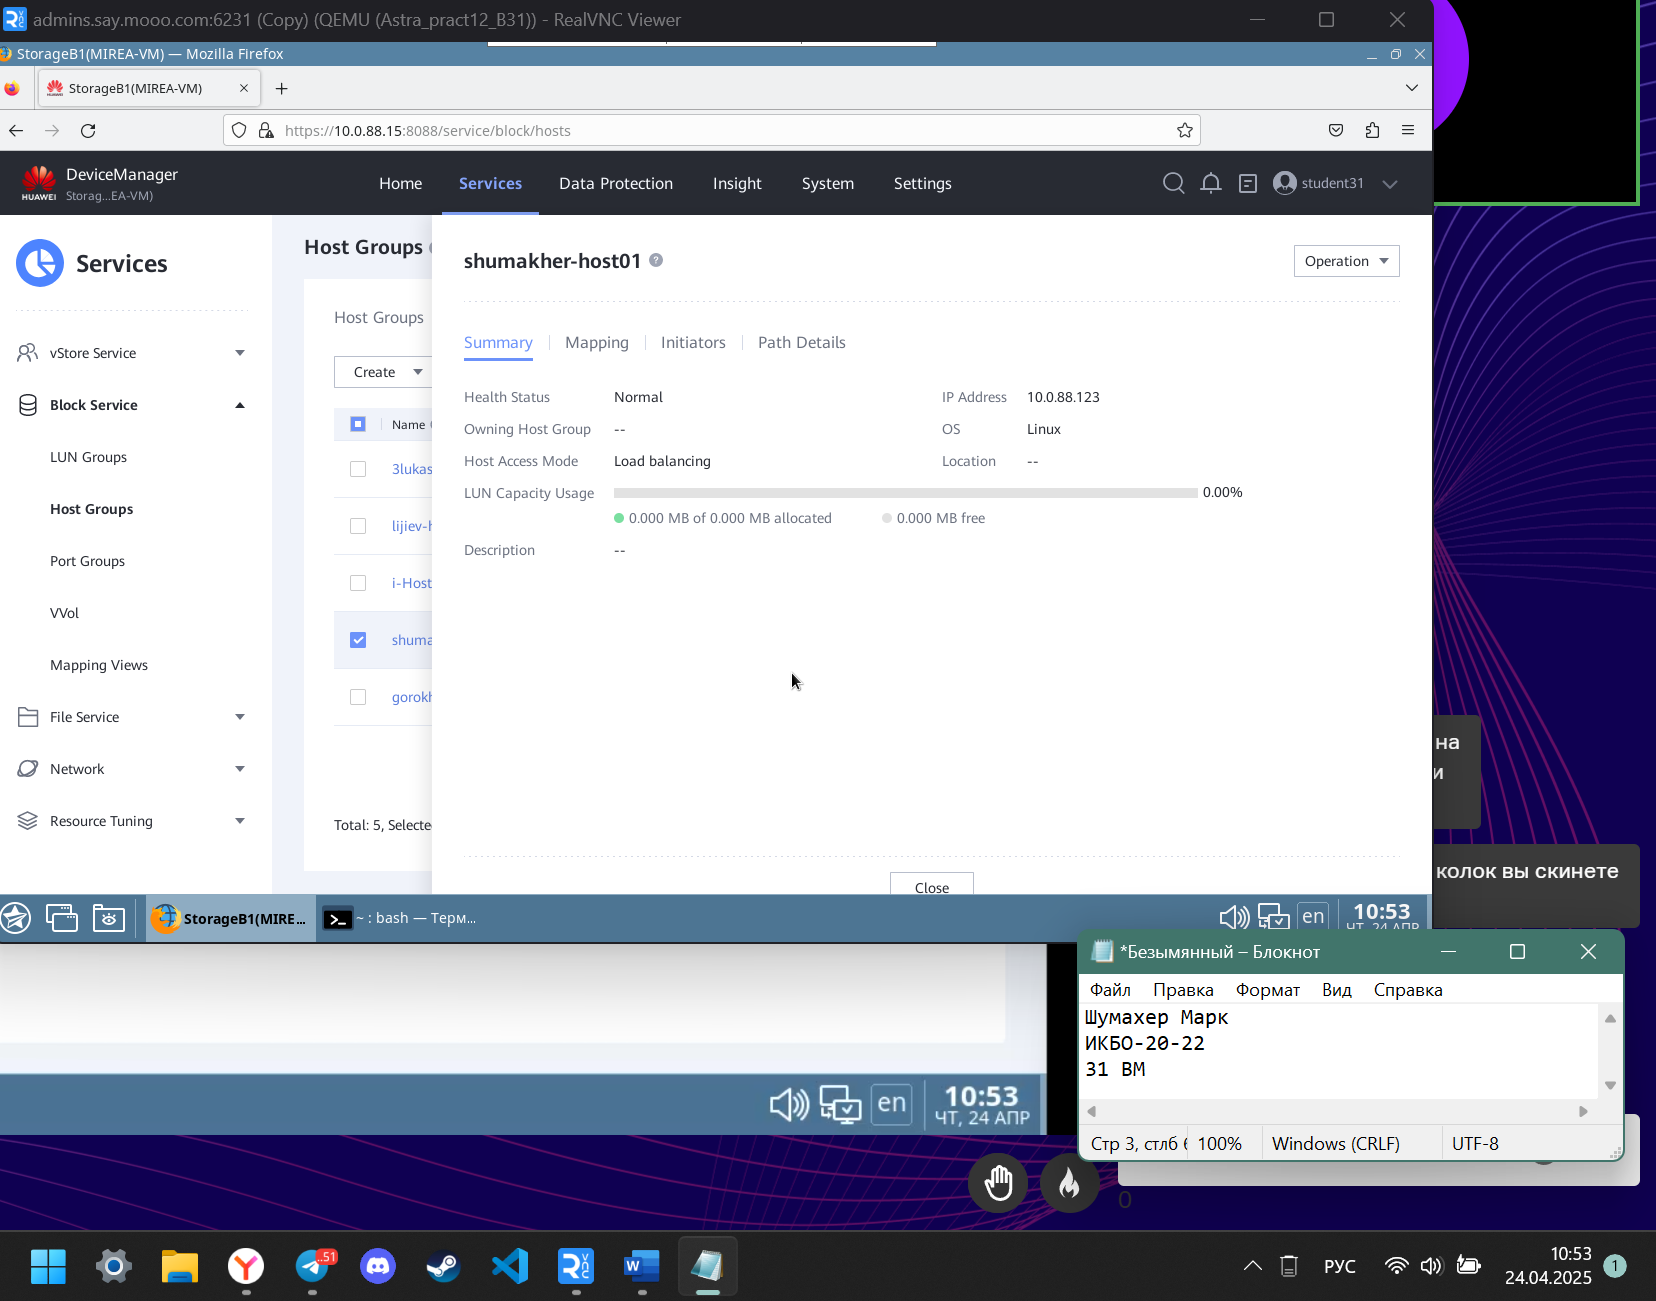 admins.say.mooo.com:6231 (Copy) (QEMU (Astra_pract12_B31)) - RealVNC Viewer
StorageB1(MIREA-VM) — Mozilla Firefox
StorageB1(MIREA-VM)
https://10.0.88.15:8088/service/block/hosts
HUAWEI
DeviceManager
Storag...EA-VM)
Home
Services
Data Protection
Insight
System
Settings
student31
Services
vStore Service
Block Service
LUN Groups
Host Groups
Port Groups
VVol
Mapping Views
File Service
Network
Resource Tuning
Host Groups
Host Groups
Create
Name
3lukas
lijiev-h
i-Host
shuma
gorokh
Total: 5, Selecte
shumakher-host01
Operation
Summary
Mapping
Initiators
Path Details
Health Status
Normal
IP Address
10.0.88.123
Owning Host Group
--
OS
Linux
Host Access Mode
Load balancing
Location
--
LUN Capacity Usage
0.00%
0.000 MB of 0.000 MB allocated
0.000 MB free
Description
--
Close
на
и
колок вы скинете
StorageB1(MIRE...
~ : bash — Терм...
en
10:53
ЧТ, 24 АПР
*Безымянный – Блокнот
Файл
Правка
Формат
Вид
Справка
Шумахер Марк
ИКБО-20-22
31 ВМ
Стр 3, стлб
100%
Windows (CRLF)
UTF-8
en
10:53
ЧТ, 24 АПР
0
..51
РУС
10:53
24.04.2025
1